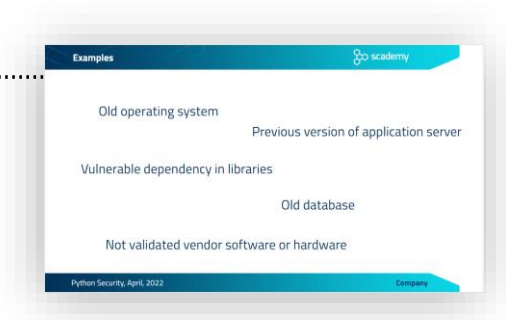 Examples
scademy
Old operating system
Previous version of application server
Vulnerable dependency in libraries
Old database
Not validated vendor software or hardware
Python Security, April, 2022
Company